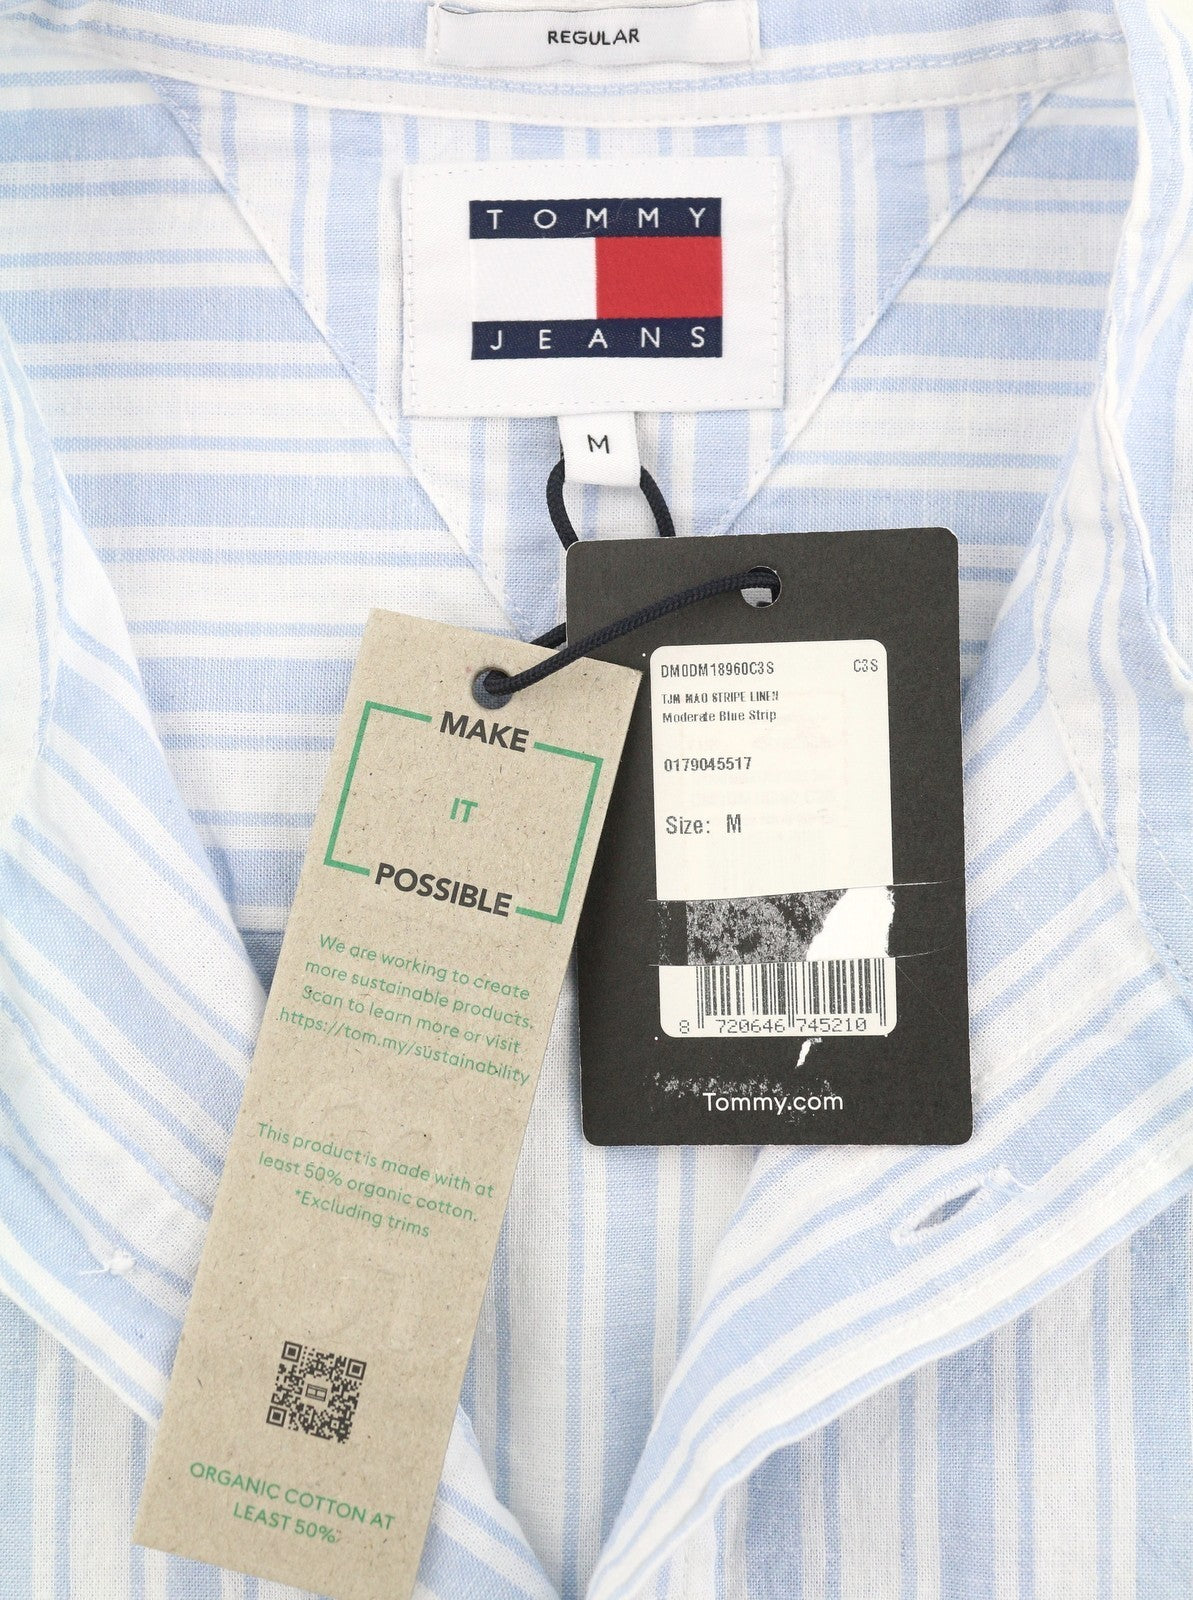 REGULAR
TOMMY
JEANS
M
MAKE
IT
POSSIBLE
We are working to create
more sustainable products.
Scan to learn more or visit
https://tom.my/sustainability
This product is made with at
least 50% organic cotton.
*Excluding trims
ORGANIC COTTON AT
LEAST 50%
DM0DM18960C3S C3S
TJM MAO STRIPE LINEN
Moderate Blue Strip
0179045517
Size: M
8 720646 745210
Tommy.com